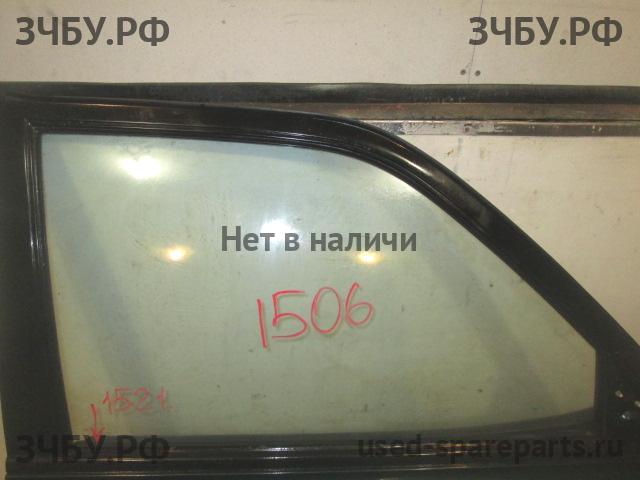 ЗЧБУ.РФ ЗЧБУ.РФ
Нет в наличи
1506
1521
ЗЧБУ.РФ used-spareparts.ru